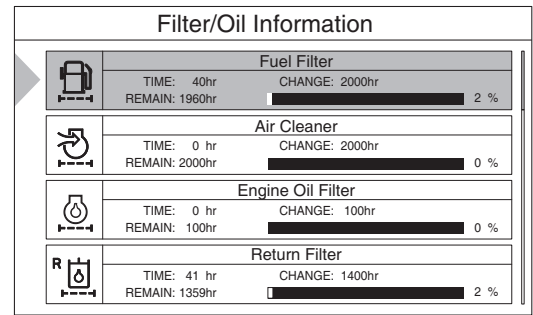 Filter/Oil Information
Fuel Filter
TIME: 40hr CHANGE: 2000hr
REMAIN: 1960hr 2 %
Air Cleaner
TIME: 0 hr CHANGE: 2000hr
REMAIN: 2000hr 0 %
Engine Oil Filter
TIME: 0 hr CHANGE: 100hr
REMAIN: 100hr 0 %
R
Return Filter
TIME: 41 hr CHANGE: 1400hr
REMAIN: 1359hr 2 %